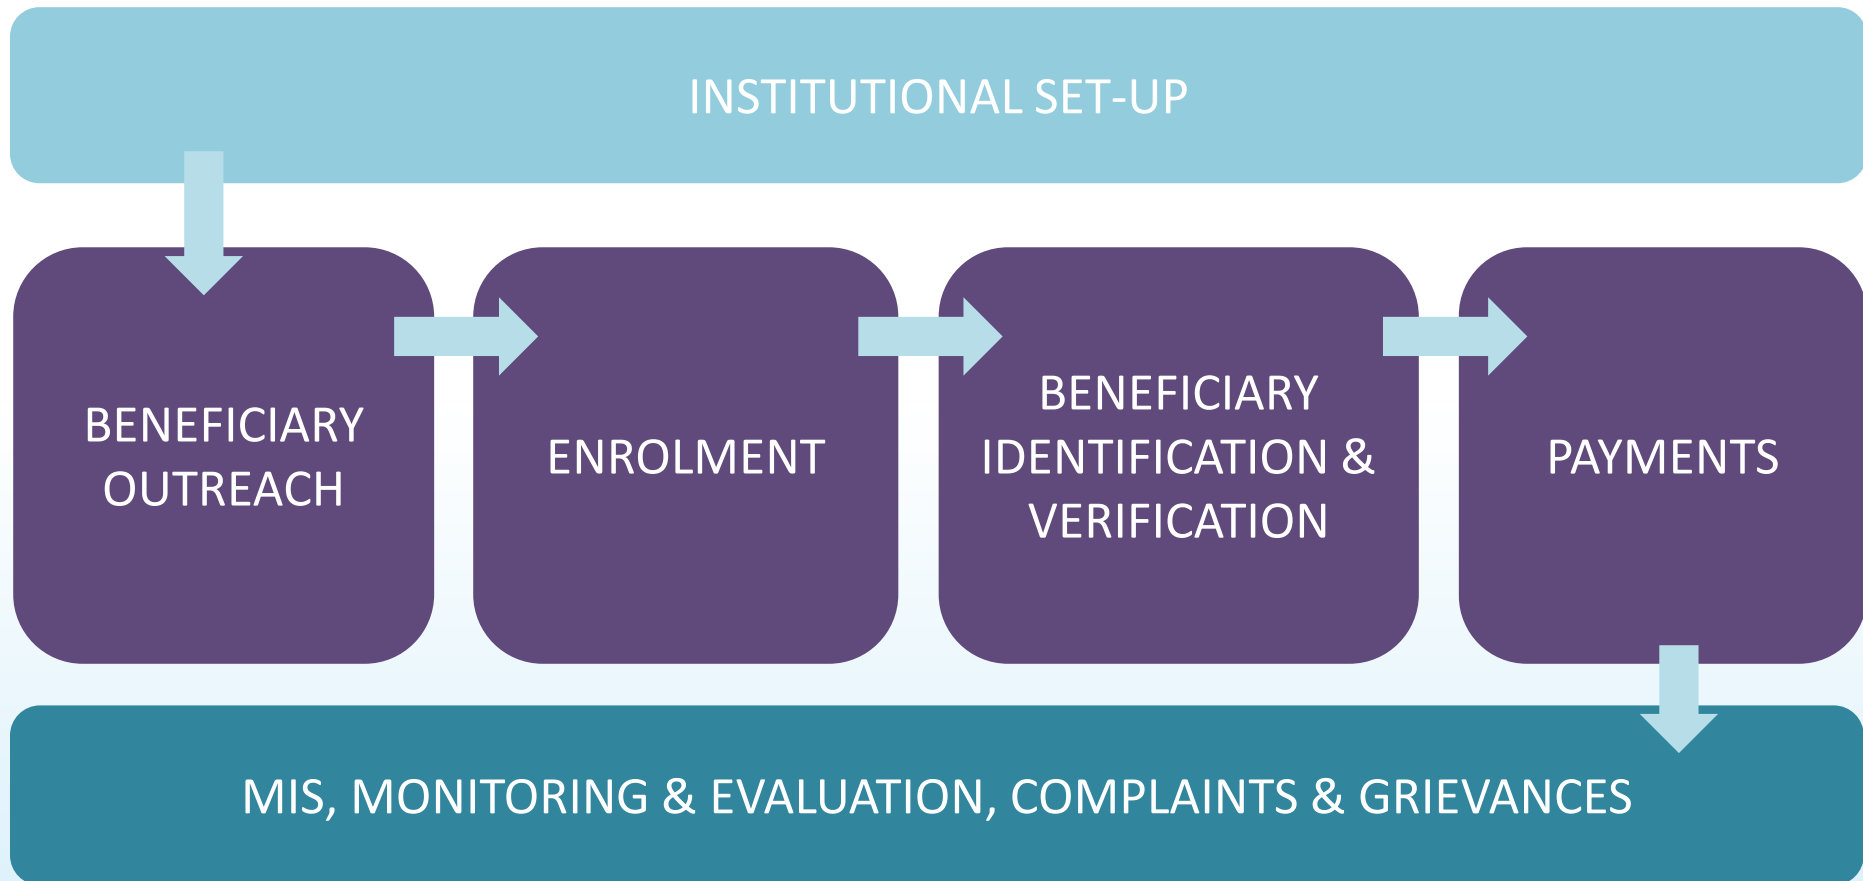 INSTITUTIONAL SET-UP
BENEFICIARY
OUTREACH
ENROLMENT
BENEFICIARY
IDENTIFICATION &
VERIFICATION
PAYMENTS
MIS, MONITORING & EVALUATION, COMPLAINTS & GRIEVANCES